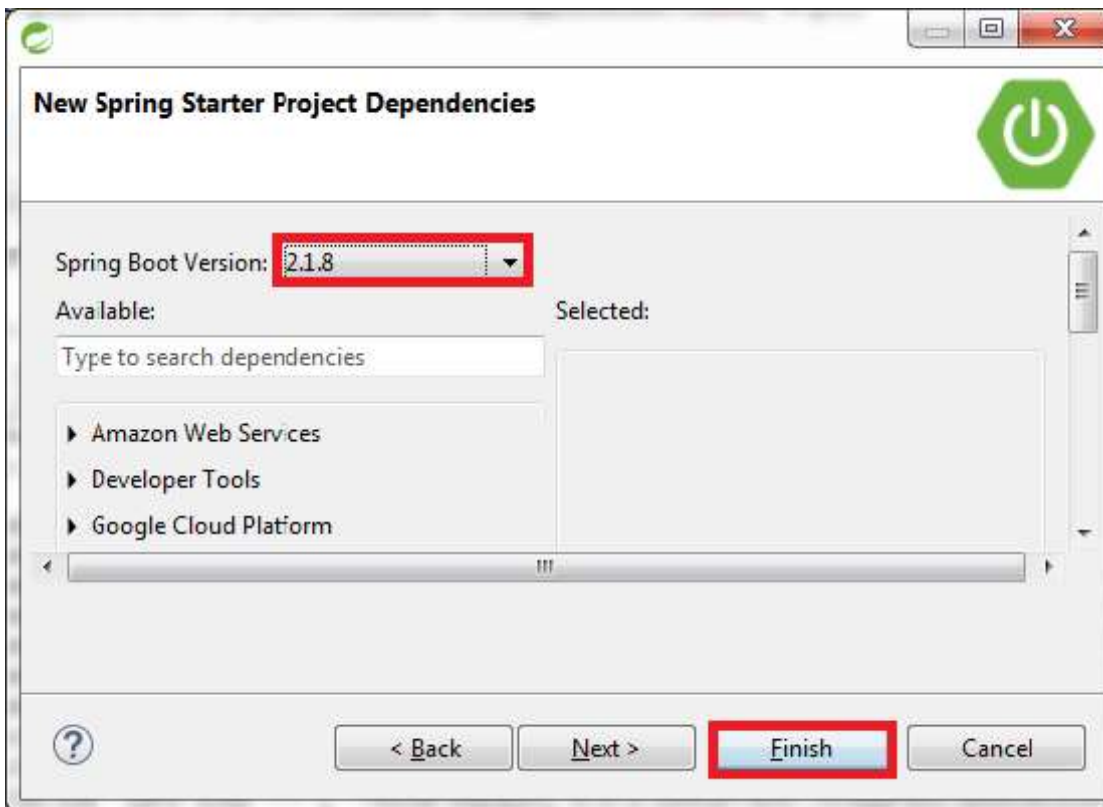 New Spring Starter Project Dependencies
Spring Boot Version: 2.1.8
Available:
Selected:
Type to search dependencies
Amazon Web Services
Developer Tools
Google Cloud Platform
?
< Back
Next >
Finish
Cancel